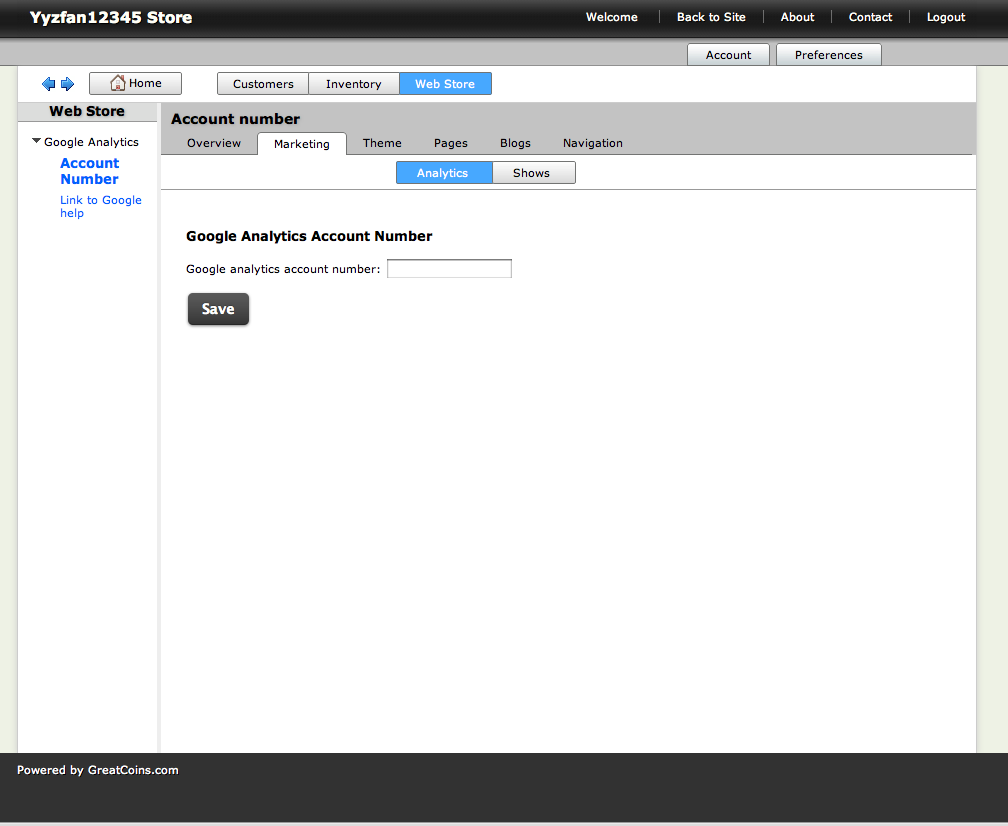 Yyzfan12345 Store
Welcome
Back to Site
About
Contact
Logout
Account
Preferences
Home
Customers
Inventory
Web Store
Web Store
Google Analytics
Account
Number
Link to Google
help
Account number
Overview
Marketing
Theme
Pages
Blogs
Navigation
Analytics
Shows
Google Analytics Account Number
Google analytics account number:
Save
Powered by GreatCoins.com